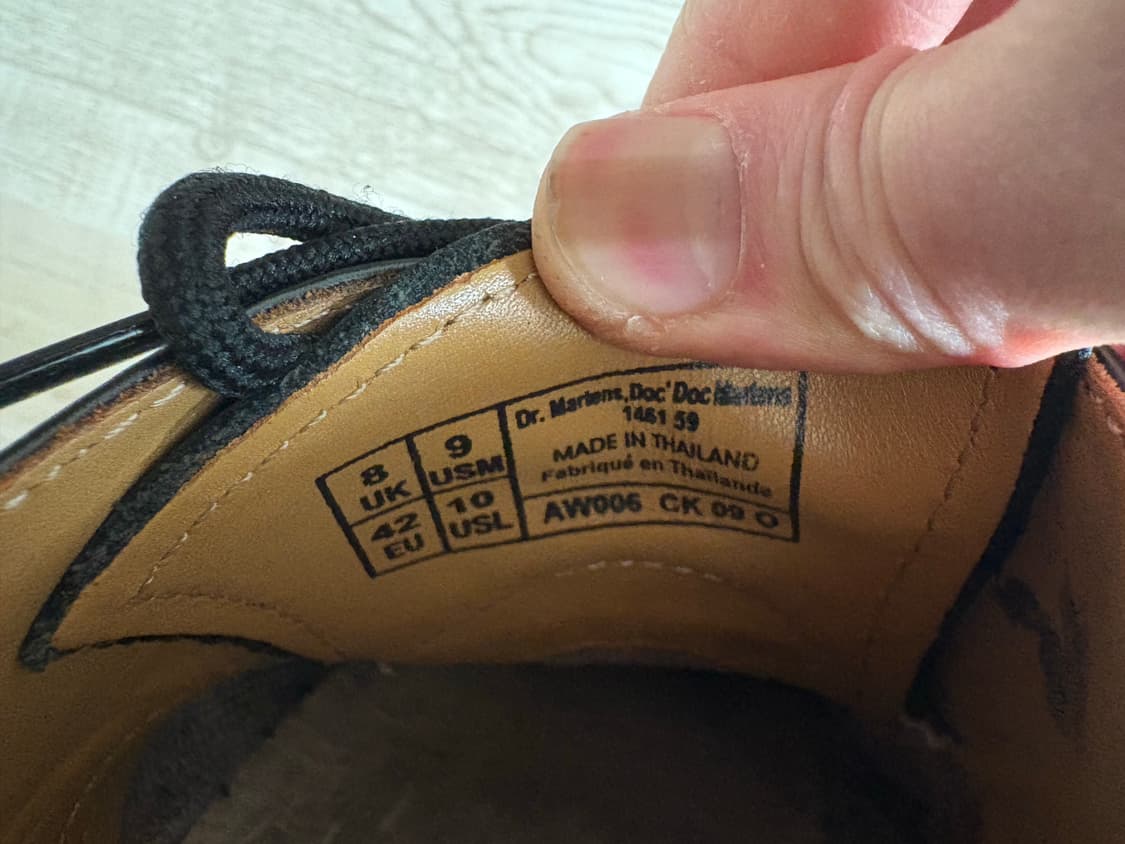 8
UK
9
USM
42
EU
10
USL
Dr. Martens, Doc' Doc Martens
1461 59
MADE IN THAILAND
Fabriqué en Thaïlande
AW006 CK 09 O